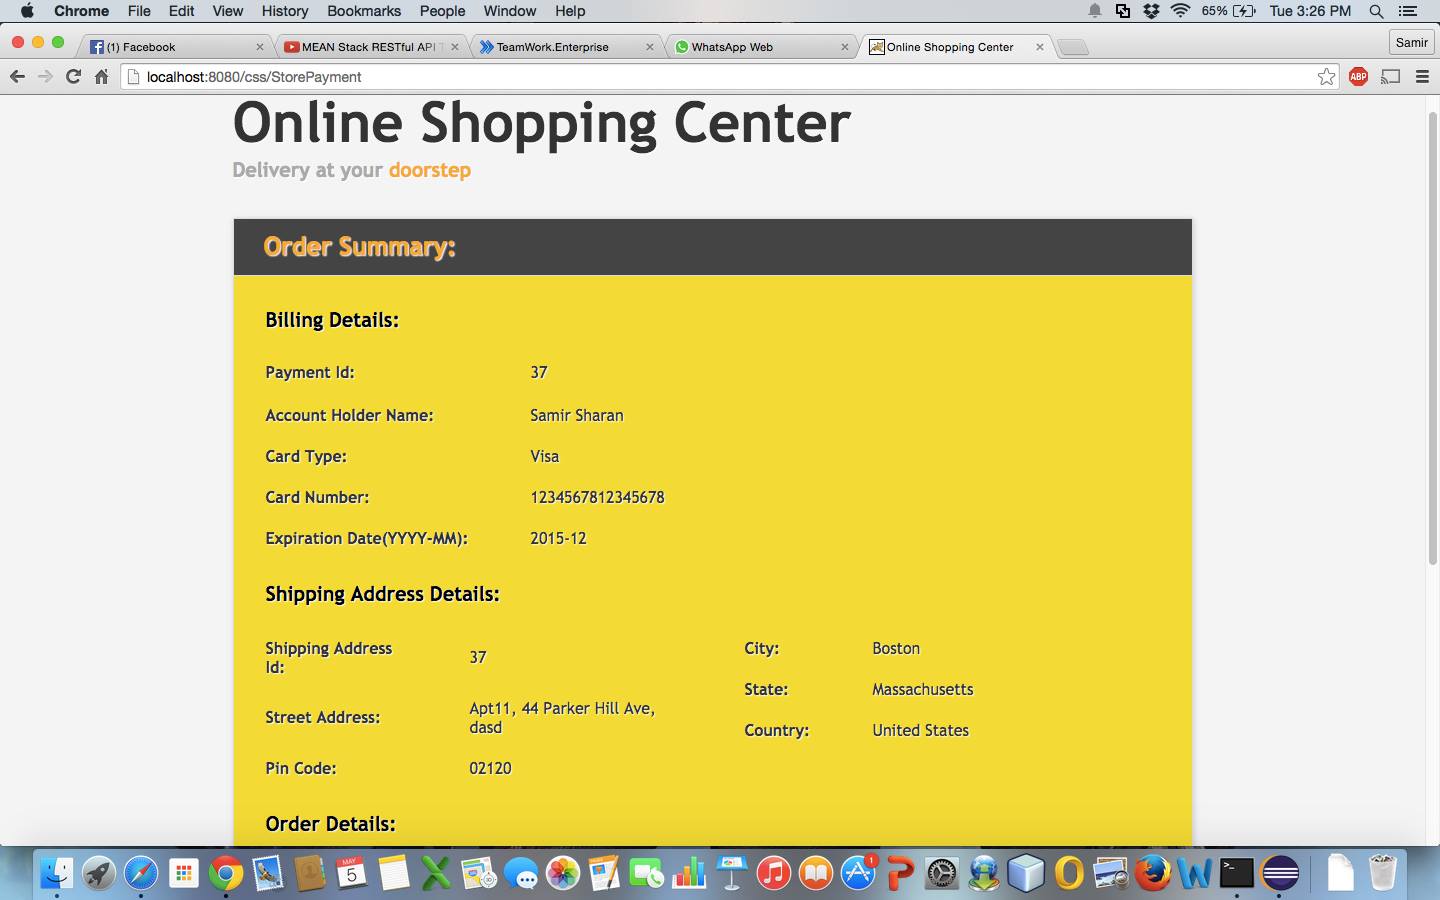 Chrome File Edit View History Bookmarks People Window Help 65% Tue 3:26 PM
(1) Facebook MEAN Stack RESTful API TeamWork.Enterprise WhatsApp Web Online Shopping Center Samir
localhost:8080/css/StorePayment ABP
Online Shopping Center
Delivery at your doorstep
Order Summary:
Billing Details:
Payment Id: 37
Account Holder Name: Samir Sharan
Card Type: Visa
Card Number: 1234567812345678
Expiration Date(YYYY-MM): 2015-12
Shipping Address Details:
Shipping Address
Id: 37
Street Address: Apt11, 44 Parker Hill Ave,
dasd
Pin Code: 02120
City: Boston
State: Massachusetts
Country: United States
Order Details:
MAY
5
1